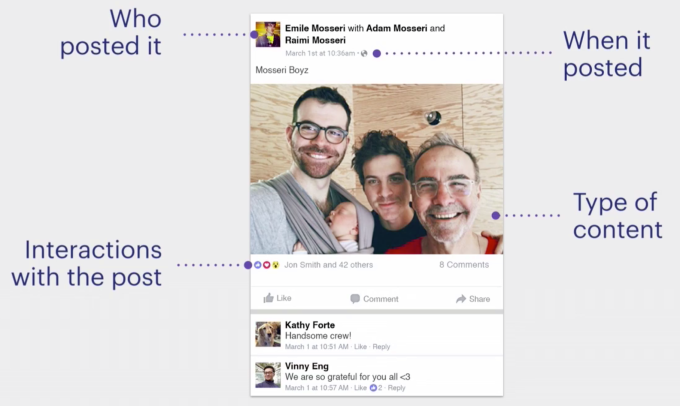 Who
posted it
Emile Mosseri with Adam Mosseri and
Raimi Mosseri
March 1st at 10:36am ·
When it
posted
Mosseri Boyz
Type of
content
Interactions
with the post
Jon Smith and 42 others
8 Comments
Like
Comment
Share
Kathy Forte
Handsome crew!
March 1 at 10:51 AM · Like · Reply
Vinny Eng
We are so grateful for you all <3
March 1 at 10:57 AM · Like 2 · Reply